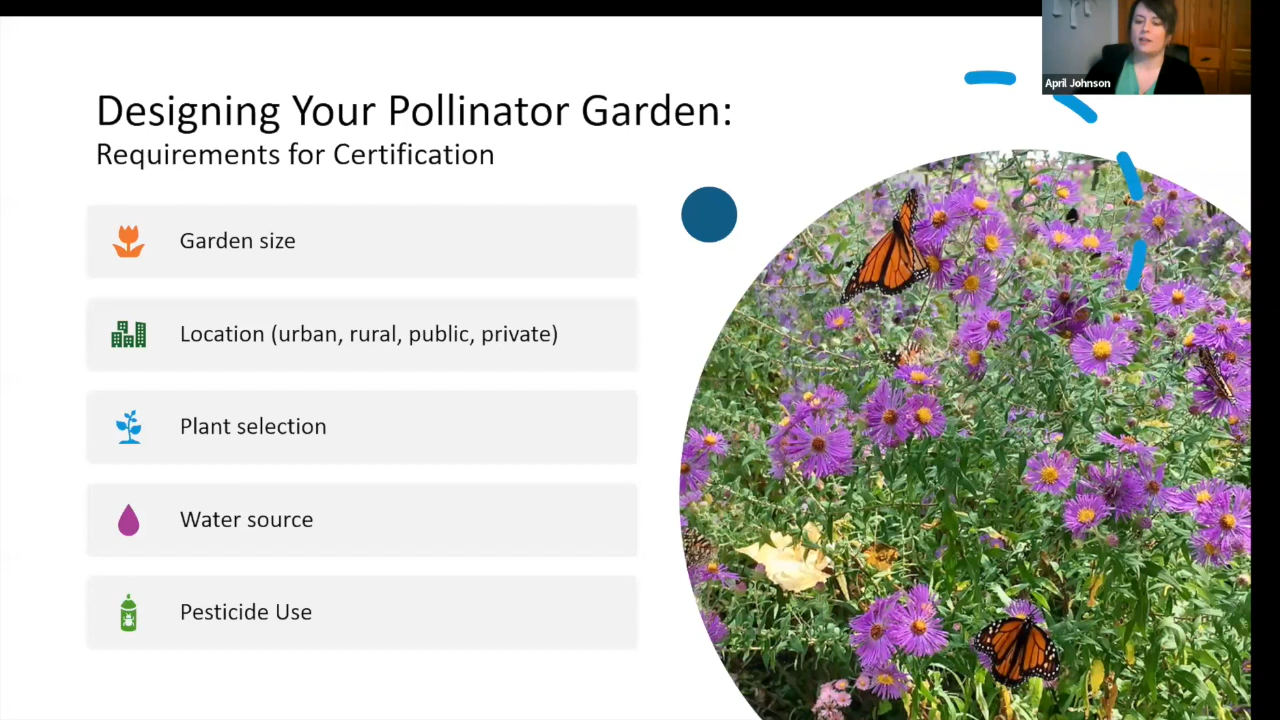 April Johnson
Designing Your Pollinator Garden:
Requirements for Certification
Garden size
Location (urban, rural, public, private)
Plant selection
Water source
Pesticide Use